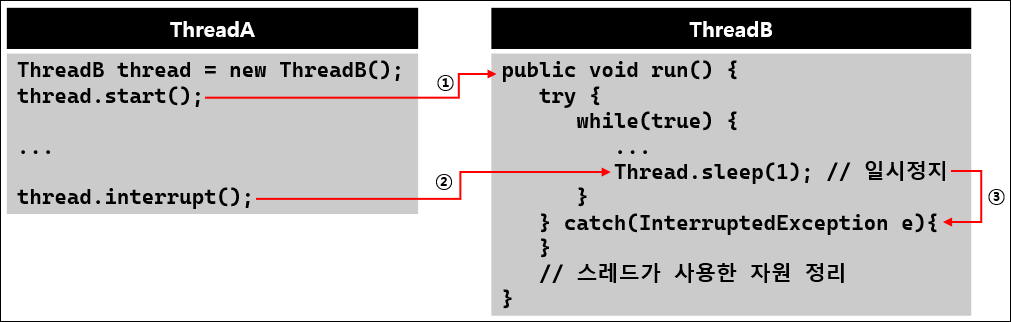 ThreadA
ThreadB thread = new ThreadB();
thread.start();
...
thread.interrupt();
①
②
ThreadB
public void run() {
try {
while(true) {
...
Thread.sleep(1); // 일시정지
}
} catch(InterruptedException e){
}
// 스레드가 사용한 자원 정리
}
③